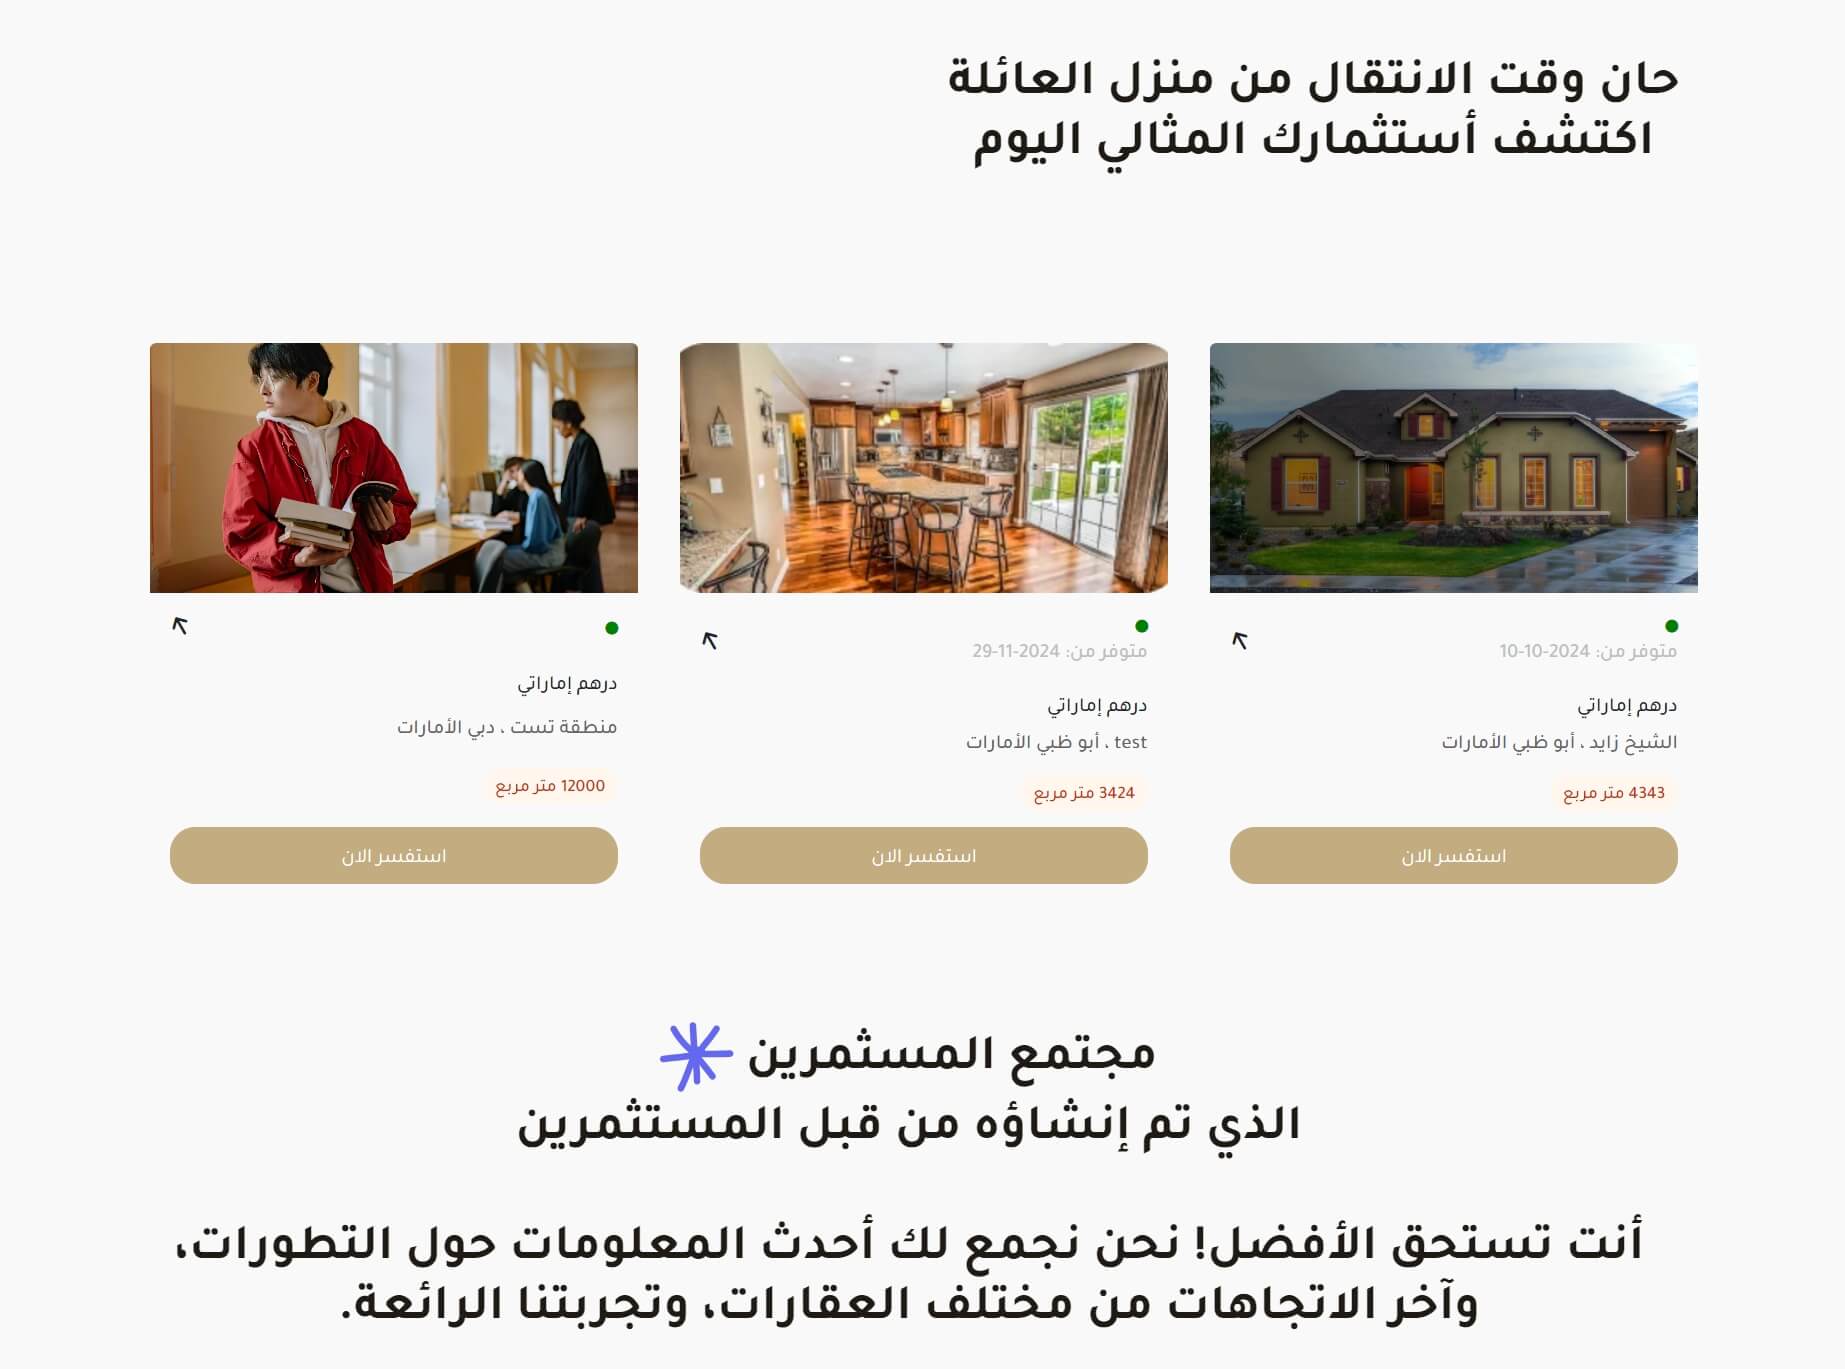 حان وقت الانتقال من منزل العائلة
اكتشف أستثمارك المثالي اليوم
متوفر من: 2024-10-10
درهم إماراتي
الشيخ زايد ، أبو ظبي الأمارات
4343 متر مربع
استفسر الان
متوفر من: 2024-11-29
درهم إماراتي
test ، أبو ظبي الأمارات
3424 متر مربع
استفسر الان
درهم إماراتي
منطقة تست ، دبي الأمارات
12000 متر مربع
استفسر الان
مجتمع المسثمرين
الذي تم إنشاؤه من قبل المستثمرين
أنت تستحق الأفضل! نحن نجمع لك أحدث المعلومات حول التطورات،
وآخر الاتجاهات من مختلف العقارات، وتجربتنا الرائعة.